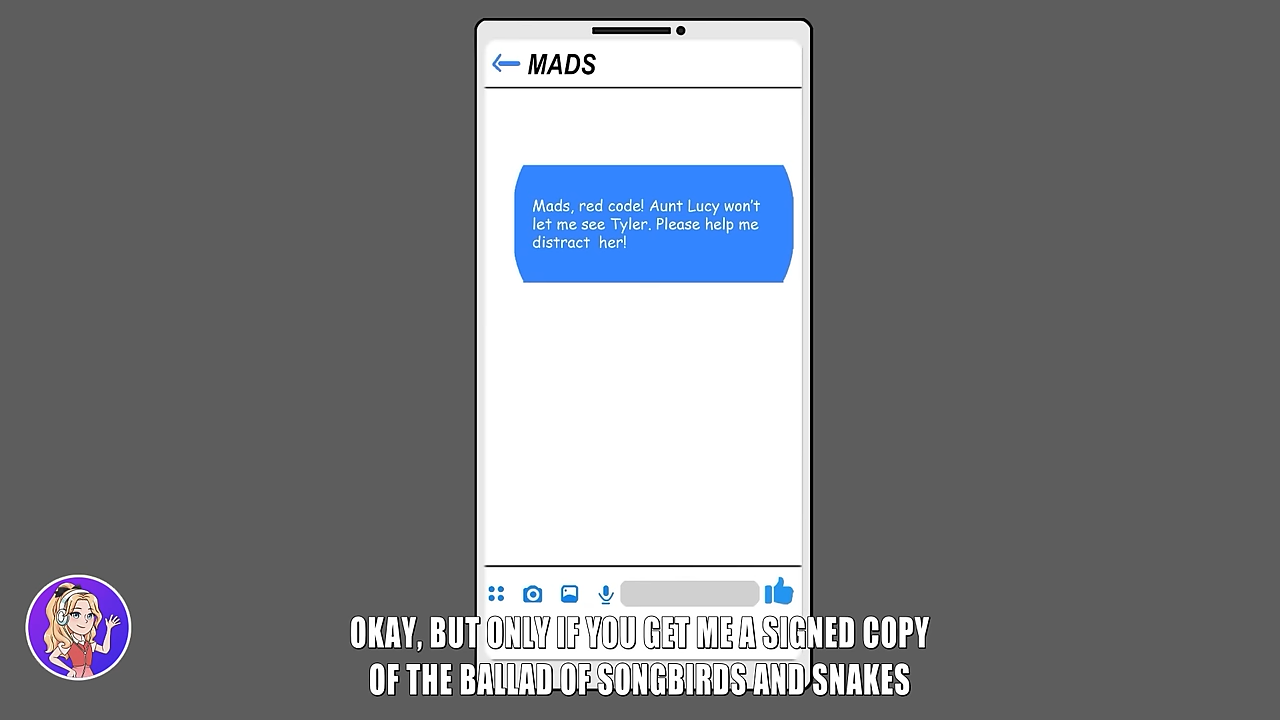 MADS
Mads, red code! Aunt Lucy won't
let me see Tyler. Please help me
distract  her!
OKAY, BUT ONLY IF YOU GET ME A SIGNED COPY
OF THE BALLAD OF SONGBIRDS AND SNAKES